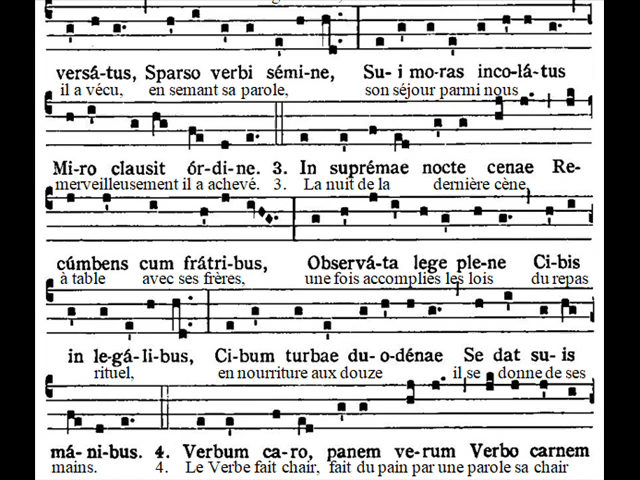 versá-tus, Sparso verbi sémi-ne, Su- i mo-ras inco-lá-tus
il a vécu, en semant sa parole, son séjour parmi nous
Mi-ro clausit ór-di-ne. 3. In suprémae nocte cenae Re-
merveilleusement il a achevé. 3. La nuit de la dernière cène,
cúmbens cum frátri-bus, Observá-ta lege ple-ne Ci-bis
à table avec ses frères, une fois accomplies les lois du repas
in le-gá-li-bus, Ci-bum turbae du-o-dénae Se dat su- is
rituel, en nourriture aux douze il se donne de ses
má-ni-bus. 4. Verbum ca-ro, panem ve-rum Verbo carnem
mains. 4. Le Verbe fait chair, fait du pain par une parole sa chair